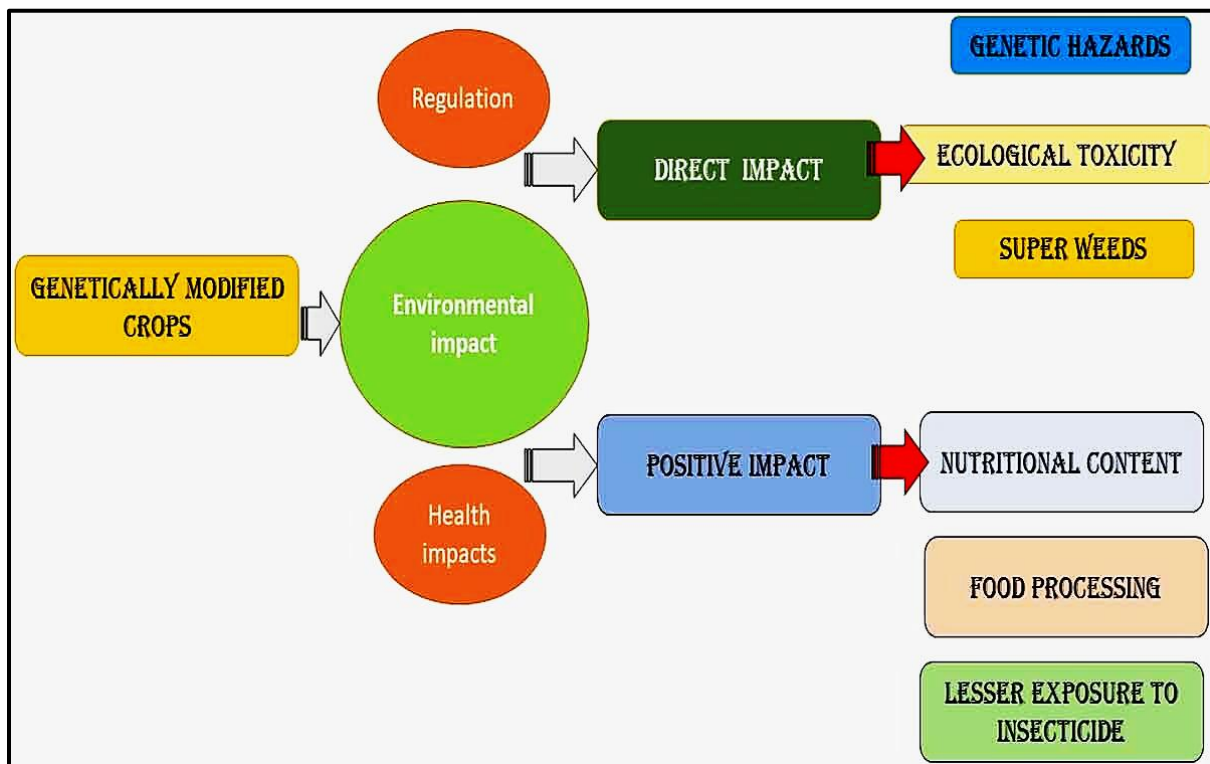 GENETIC HAZARDS
Regulation
DIRECT IMPACT
ECOLOGICAL TOXICITY
SUPER WEEDS
GENETICALLY MODIFIED
CROPS
Environmental
impact
POSITIVE IMPACT
NUTRITIONAL CONTENT
Health
impacts
FOOD PROCESSING
LESSER EXPOSURE TO
INSECTICIDE